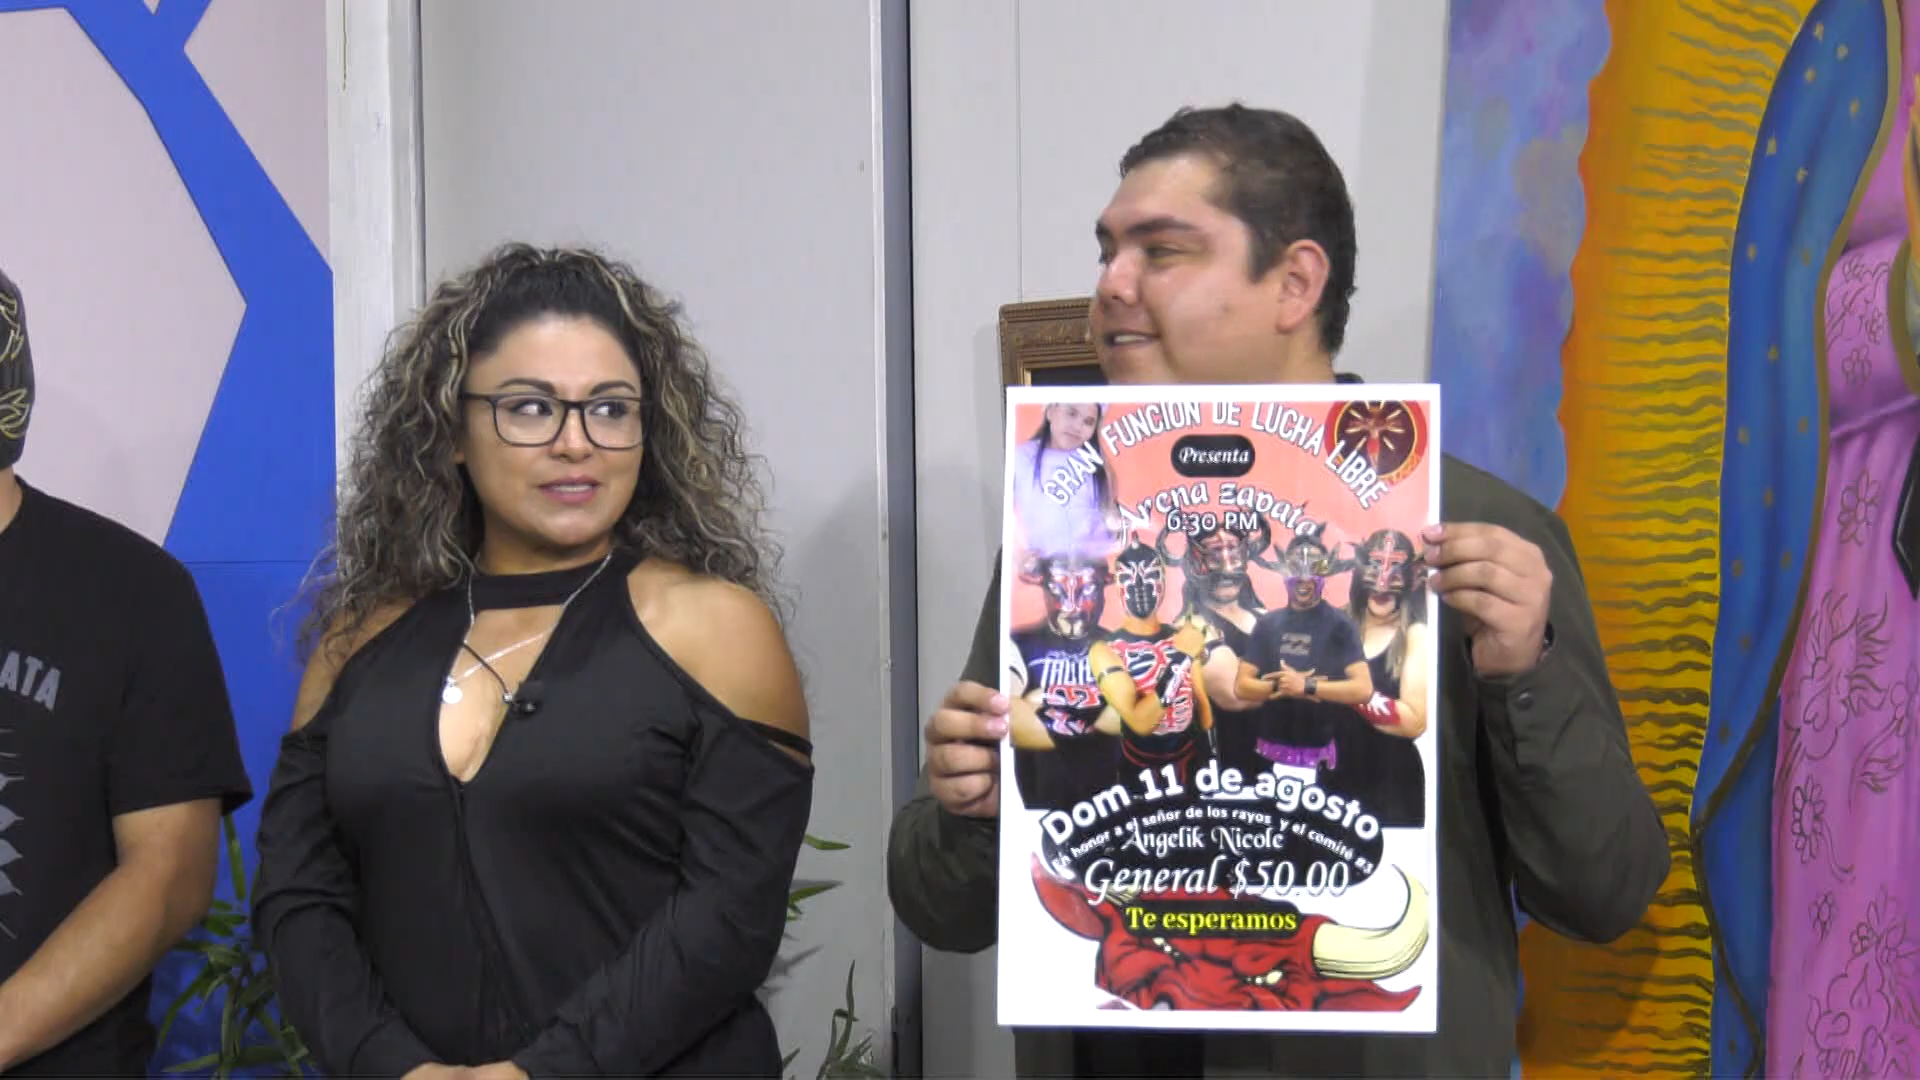 GRAN FUNCION DE LUCHA LIBRE
Presenta
Arena Zapata
6:30 PM
Dom 11 de agosto
En honor a el señor de los rayos y el comité #3
Angelik Nicole
General $50.00
Te esperamos
ATA